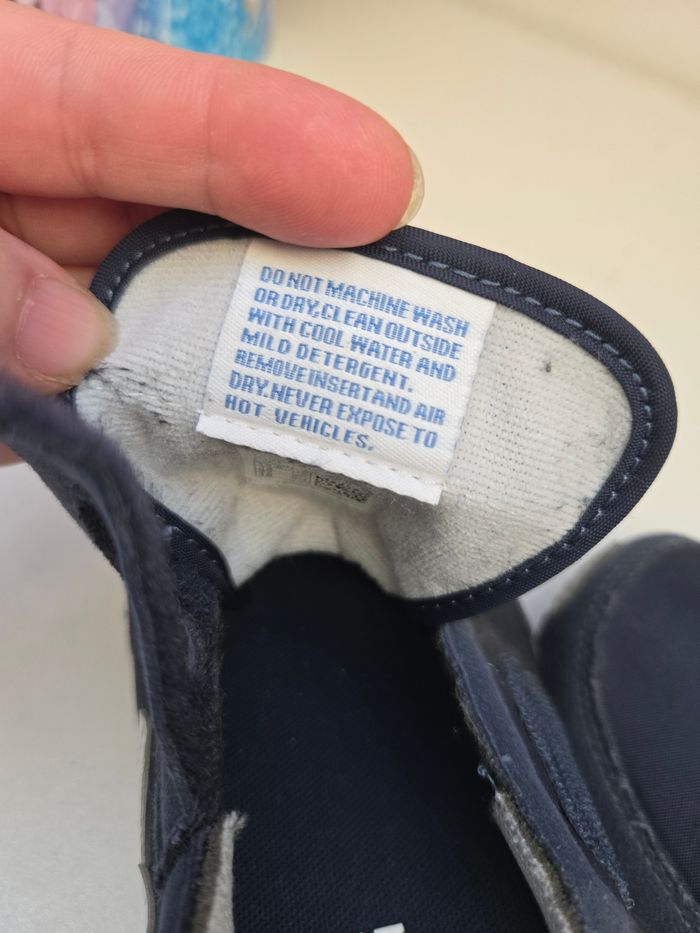 DO NOT MACHINE WASH
OR DRY,CLEAN OUTSIDE
WITH COOL WATER AND
MILD DETERGENT.
REMOVE INSERT AND AIR
DRY.NEVER EXPOSE TO
HOT VEHICLES.